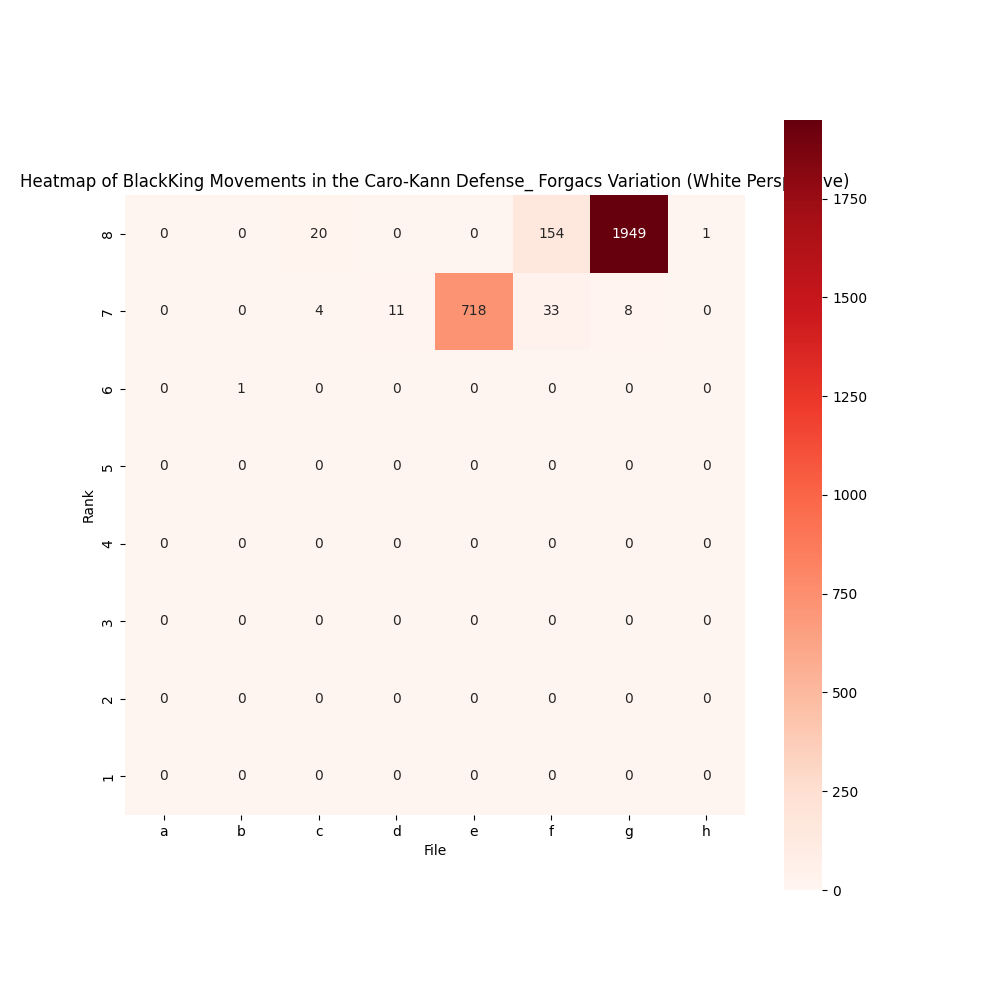 Heatmap of BlackKing Movements in the Caro-Kann Defense_ Forgacs Variation (White Perspective)
8 0 0 20 0 0 154 1949 1
7 0 0 4 11 718 33 8 0
6 0 1 0 0 0 0 0 0
5 0 0 0 0 0 0 0 0
4 0 0 0 0 0 0 0 0
3 0 0 0 0 0 0 0 0
2 0 0 0 0 0 0 0 0
1 0 0 0 0 0 0 0 0
a b c d e f g h
File
Rank
1750
1500
1250
1000
750
500
250
0